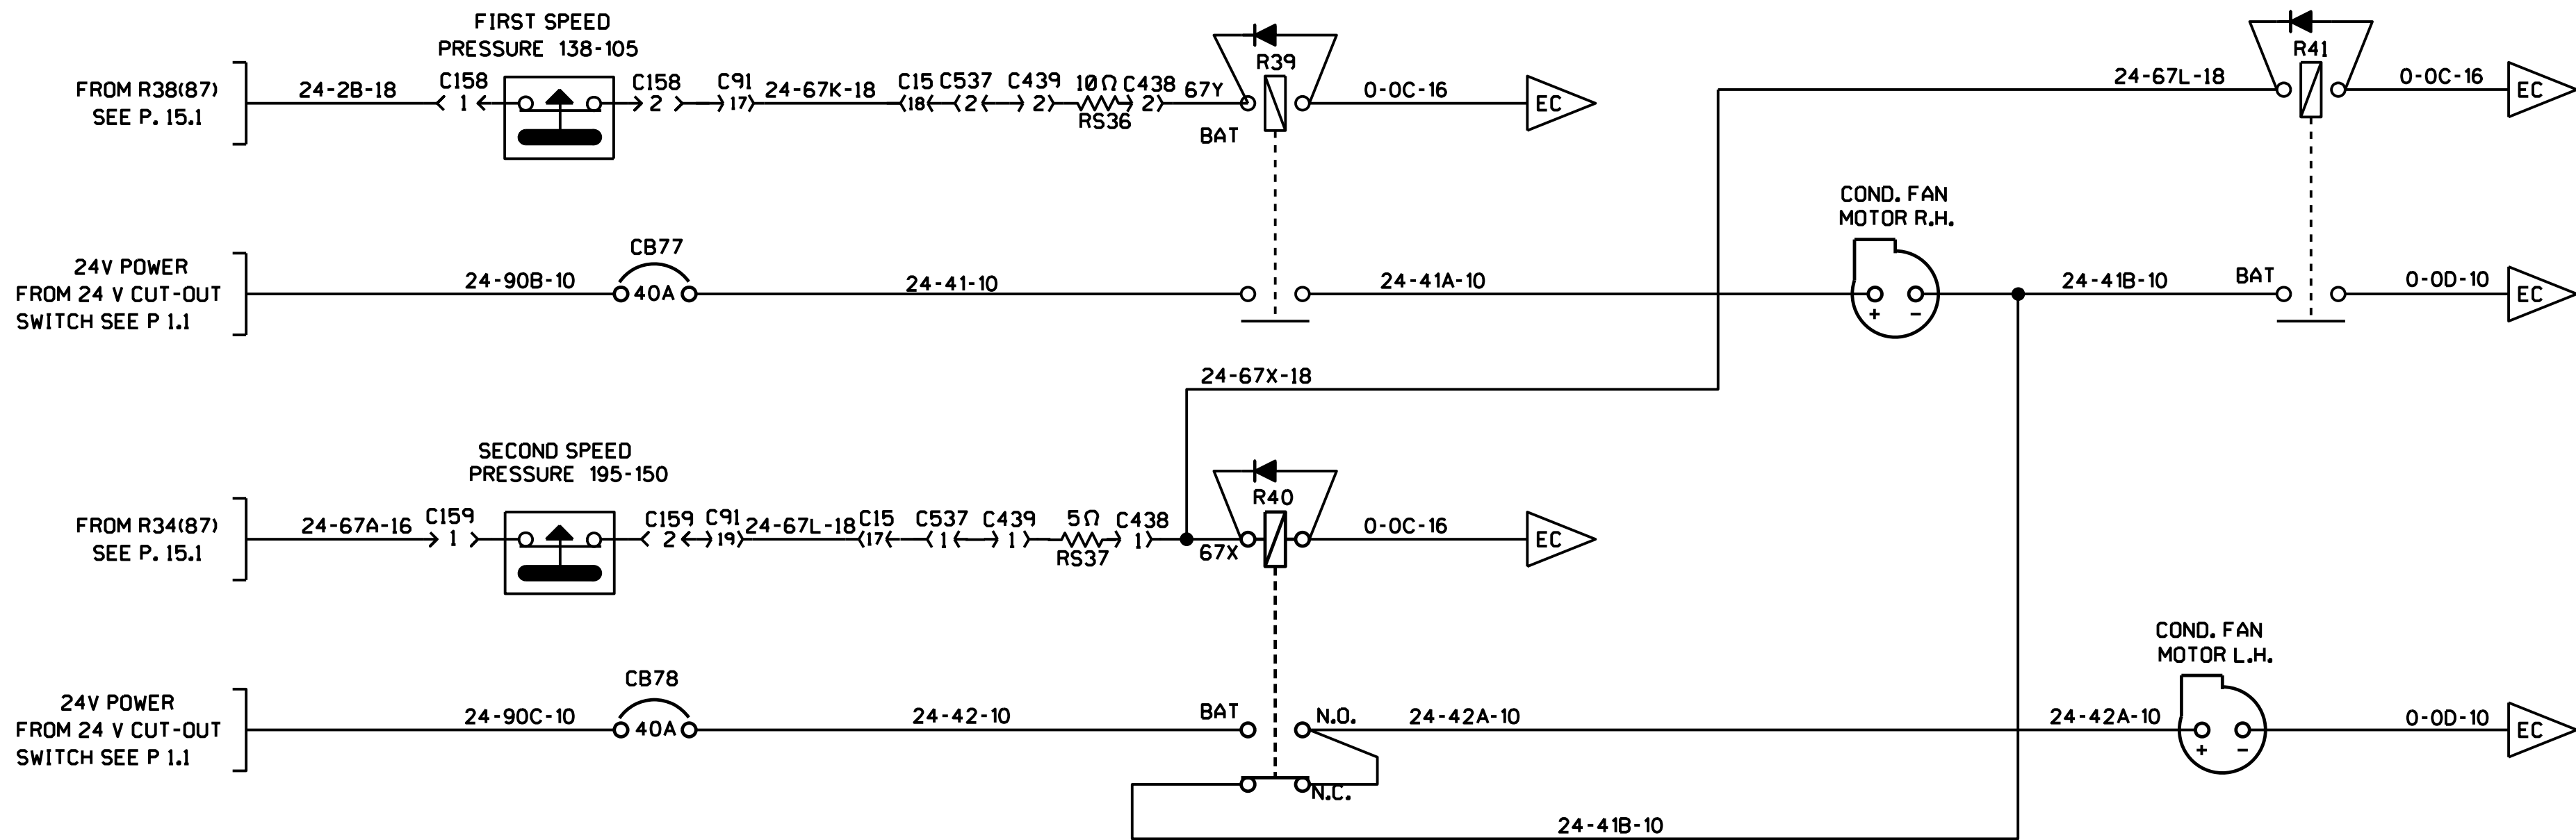 FIRST SPEED
PRESSURE 138-105
FROM R38(87)
SEE P. 15.1
24-2B-18
C158
1
C158
2
C91
17
24-67K-18
C15
18
C537
2
C439
2
10Ω
RS36
C438
2
67Y
BAT
R39
0-0C-16
EC
24-67L-18
R41
0-0C-16
EC
24V POWER
FROM 24 V CUT-OUT
SWITCH SEE P 1.1
24-90B-10
CB77
40A
24-41-10
24-41A-10
COND. FAN
MOTOR R.H.
+ -
24-41B-10
BAT
0-0D-10
EC
24-67X-18
SECOND SPEED
PRESSURE 195-150
FROM R34(87)
SEE P. 15.1
24-67A-16
C159
1
C159
2
C91
19
24-67L-18
C15
17
C537
1
C439
1
5Ω
RS37
C438
1
67X
R40
0-0C-16
EC
24V POWER
FROM 24 V CUT-OUT
SWITCH SEE P 1.1
24-90C-10
CB78
40A
24-42-10
BAT
N.O.
24-42A-10
24-42A-10
COND. FAN
MOTOR L.H.
+ -
0-0D-10
EC
N.C.
24-41B-10